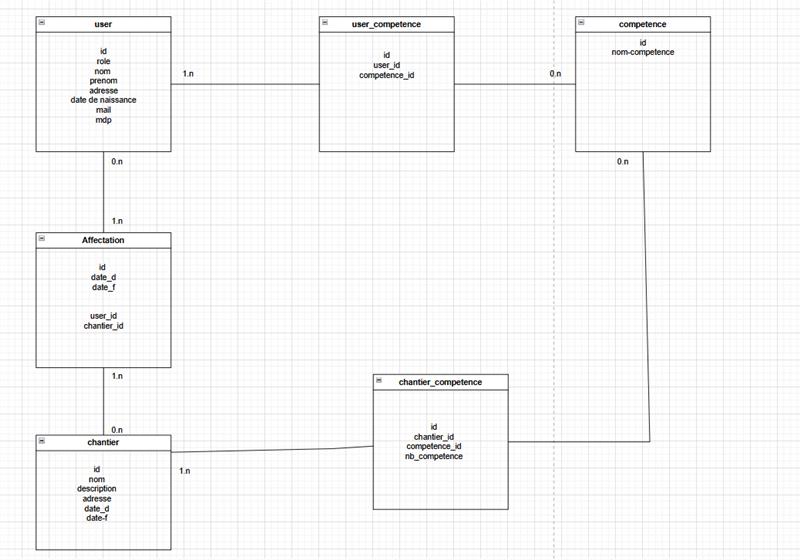 user
id
role
nom
prenom
adresse
date de naissance
mail
mdp
1.n
user_competence
id
user_id
competence_id
0.n
competence
id
nom-competence
0.n
0.n
1.n
Affectation
id
date_d
date_f
user_id
chantier_id
1.n
0.n
chantier
id
nom
description
adresse
date_d
date-f
1.n
chantier_competence
id
chantier_id
competence_id
nb_competence